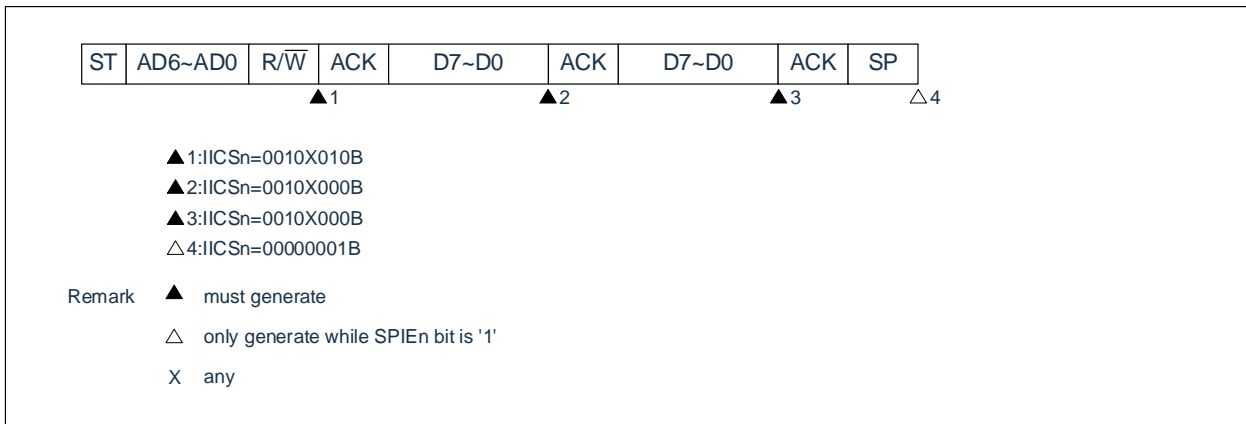 ST AD6~AD0 R/W̅ ACK D7~D0 ACK D7~D0 ACK SP
▲1 ▲2 ▲3 △4
▲1:IICSn=0010X010B
▲2:IICSn=0010X000B
▲3:IICSn=0010X000B
△4:IICSn=00000001B
Remark ▲ must generate
△ only generate while SPIEn bit is '1'
X any